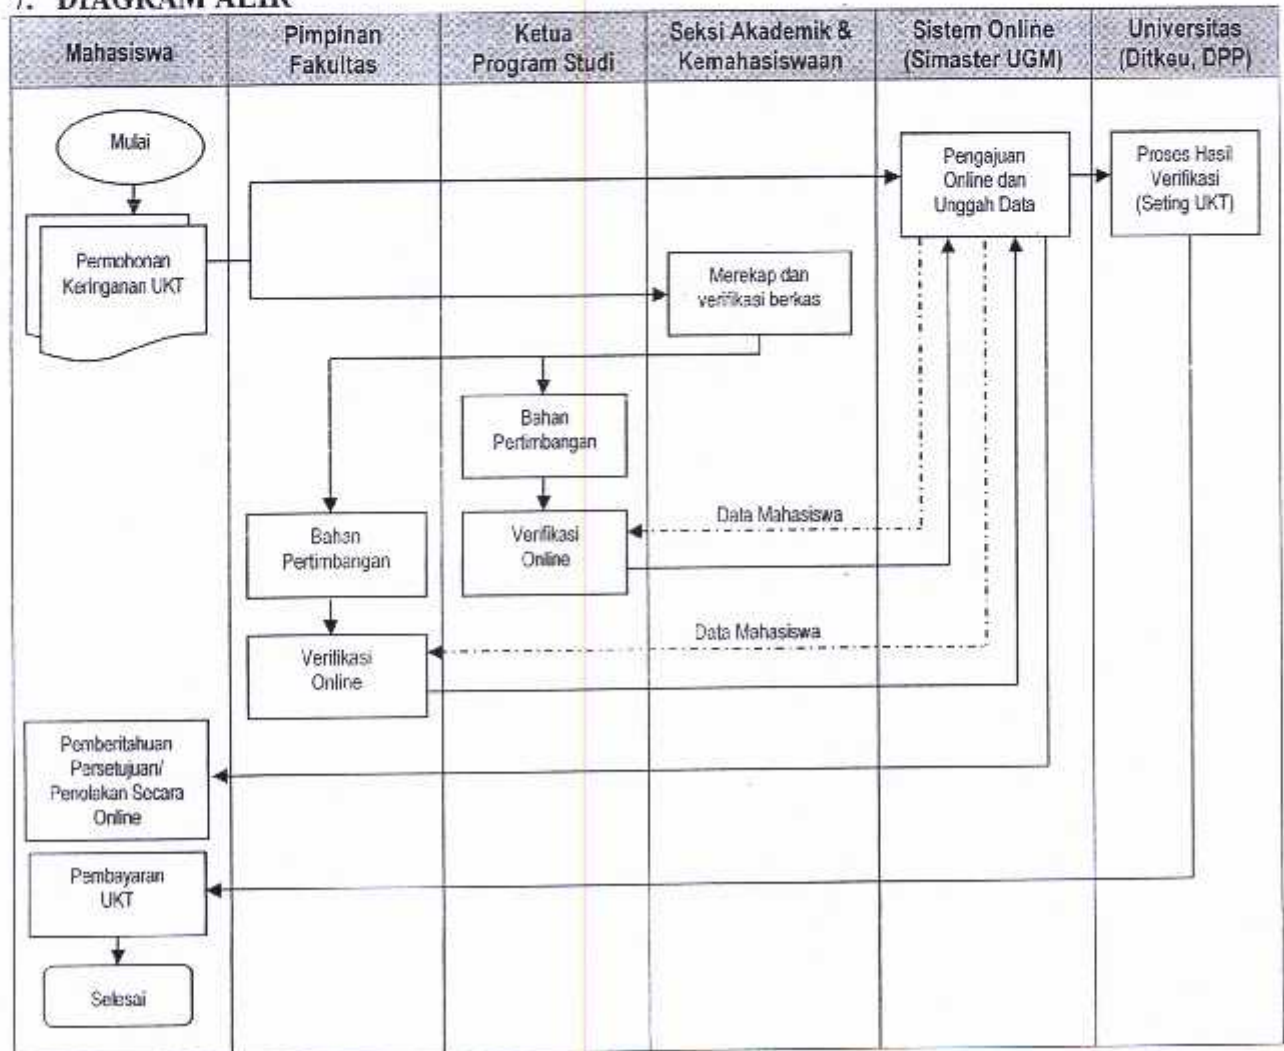 7. DIAGRAM ALIR
Mahasiswa
Pimpinan
Fakultas
Ketua
Program Studi
Seksi Akademik &
Kemahasiswaan
Sistem Online
(Simaster UGM)
Universitas
(Ditkeu, DPP)
Mulai
Permohonan
Keringanan UKT
Pengajuan
Online dan
Unggah Data
Proses Hasil
Verifikasi
(Seting UKT)
Merekap dan
verifikasi berkas
Bahan
Pertimbangan
Verifikasi
Online
Data Mahasiswa
Bahan
Pertimbangan
Verifikasi
Online
Data Mahasiswa
Pemberitahuan
Persetujuan/
Penolakan Secara
Online
Pembayaran
UKT
Selesai